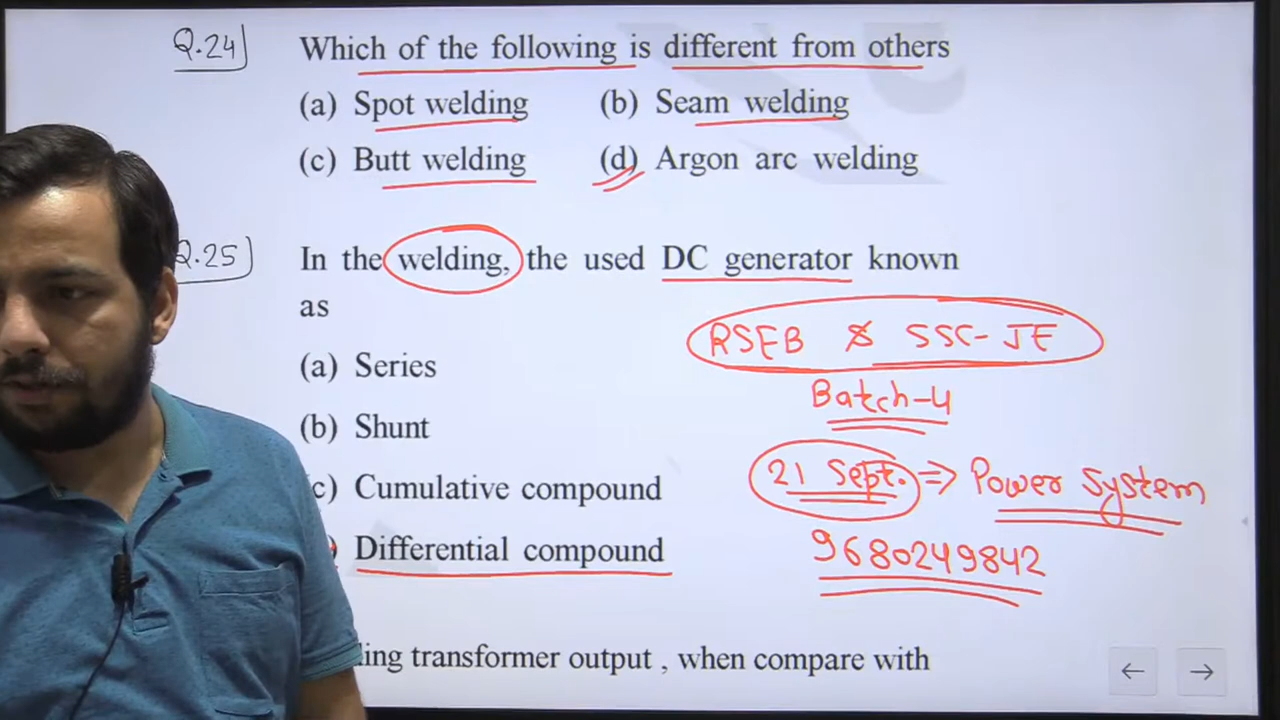 Q.24 Which of the following is different from others
(a) Spot welding (b) Seam welding
(c) Butt welding (d) Argon arc welding
Q.25 In the welding, the used DC generator known
as
RSEB & SSC-JE
(a) Series
Batch-4
(b) Shunt
21 Sept. ⇒ Power System
c) Cumulative compound
9680249842
) Differential compound
ing transformer output , when compare with
← →